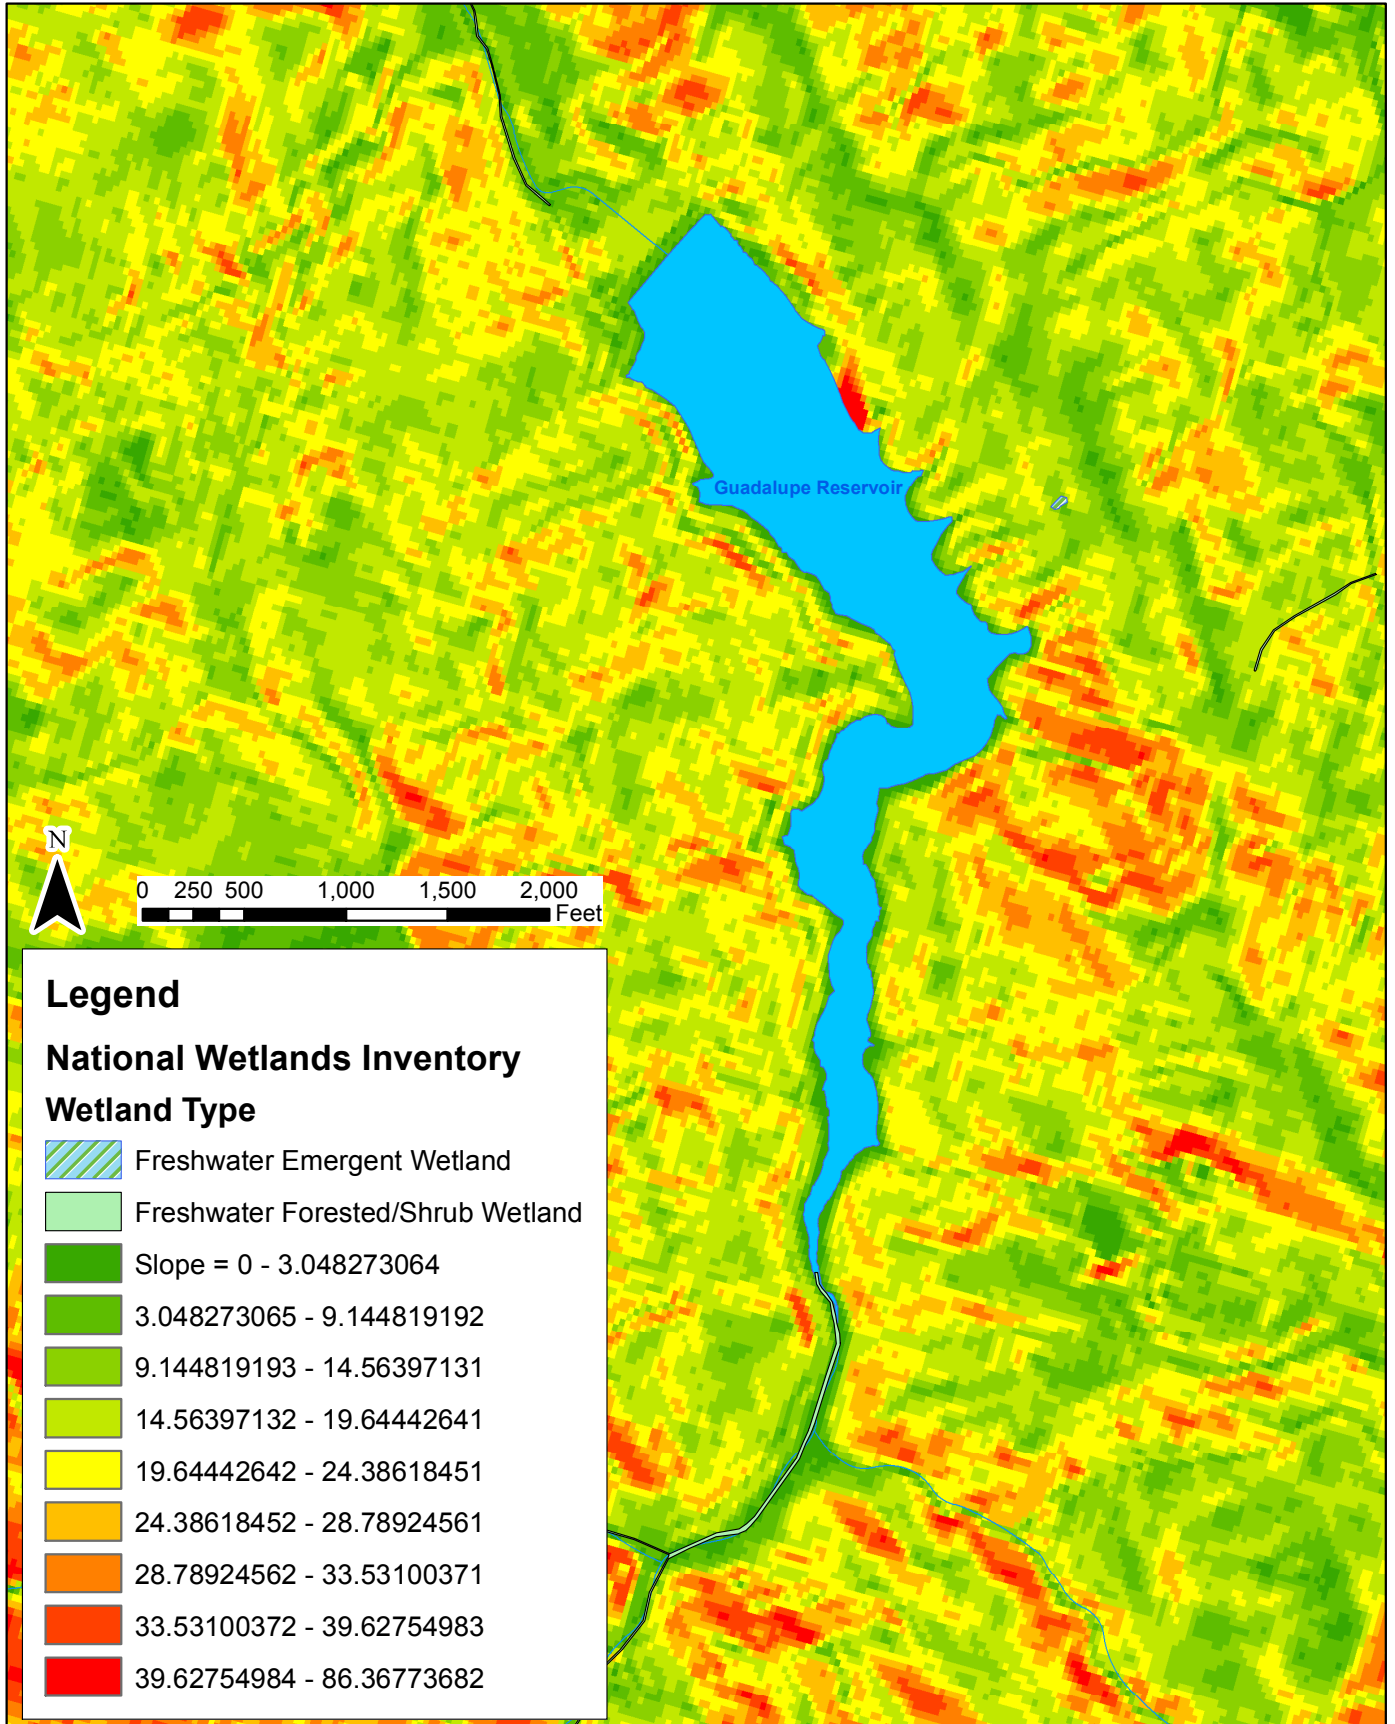 Guadalupe Reservoir
N
0 250 500 1,000 1,500 2,000
Feet
Legend
National Wetlands Inventory
Wetland Type
Freshwater Emergent Wetland
Freshwater Forested/Shrub Wetland
Slope = 0 - 3.048273064
3.048273065 - 9.144819192
9.144819193 - 14.56397131
14.56397132 - 19.64442641
19.64442642 - 24.38618451
24.38618452 - 28.78924561
28.78924562 - 33.53100371
33.53100372 - 39.62754983
39.62754984 - 86.36773682